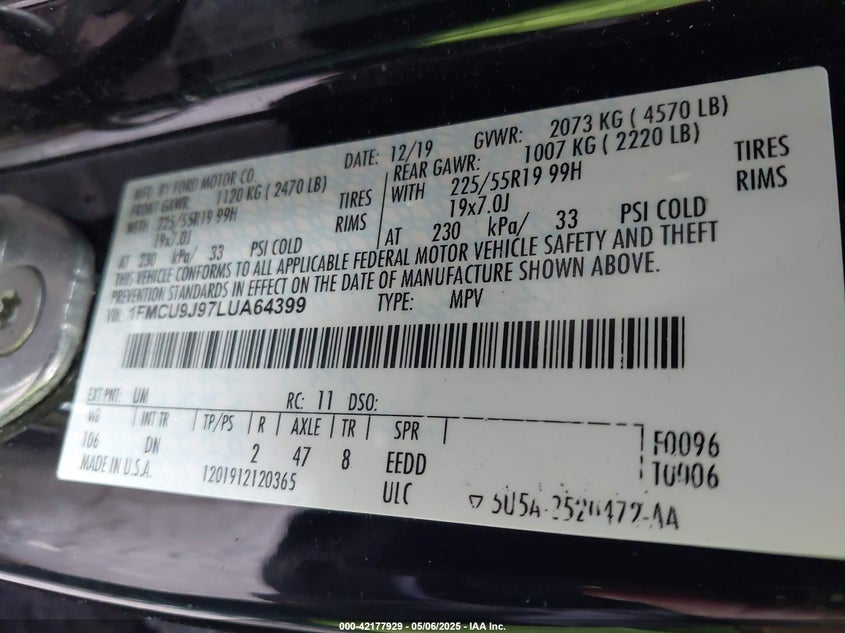 MFD. BY FORD MOTOR CO. DATE: 12/19 GVWR: 2073 KG ( 4570 LB)
FRONT GAWR: 1120 KG ( 2470 LB) REAR GAWR: 1007 KG ( 2220 LB)
WITH 225/55R19 99H TIRES WITH 225/55R19 99H TIRES
19x7.0J RIMS 19x7.0J RIMS
AT 230 kPa/ 33 PSI COLD AT 230 kPa/ 33 PSI COLD
THIS VEHICLE CONFORMS TO ALL APPLICABLE FEDERAL MOTOR VEHICLE SAFETY AND THEFT
PREVENTION STANDARDS IN EFFECT ON THE DATE OF MANUFACTURE SHOWN ABOVE.
VIN: 1FMCU9J97LUA64399 TYPE: MPV
EXT PNT: UM RC: 11 DSO:
WB INT TR TP/PS R AXLE TR SPR
106 DN 2 47 8 EEDD F0096
MADE IN U.S.A. 1201912120365 ULC T0906
000-42177929 - 05/06/2025 - IAA Inc.